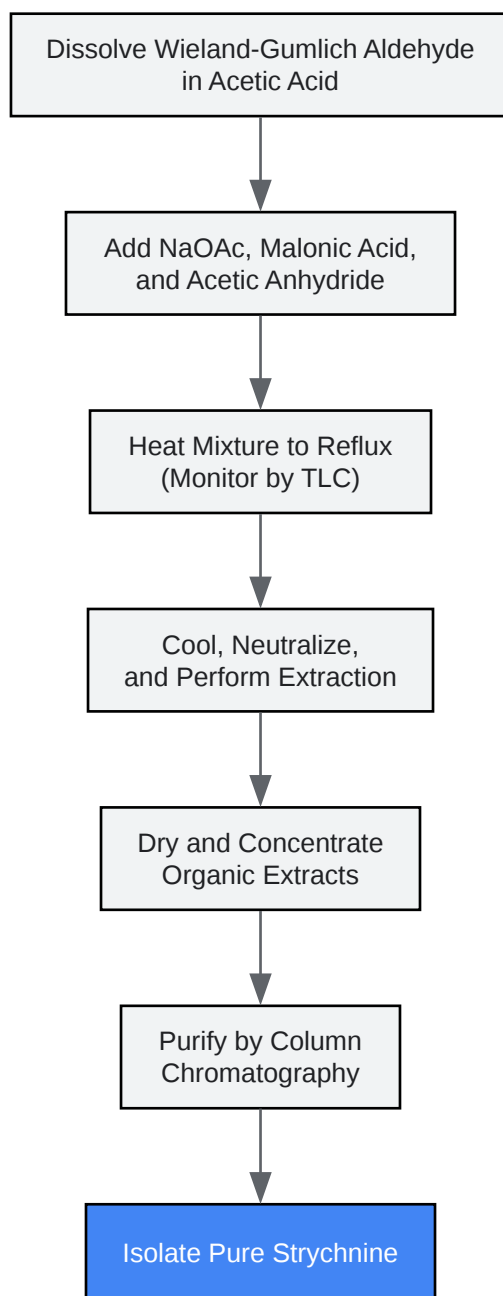 Dissolve Wieland-Gumlich Aldehyde
in Acetic Acid
Add NaOAc, Malonic Acid,
and Acetic Anhydride
Heat Mixture to Reflux
(Monitor by TLC)
Cool, Neutralize,
and Perform Extraction
Dry and Concentrate
Organic Extracts
Purify by Column
Chromatography
Isolate Pure Strychnine